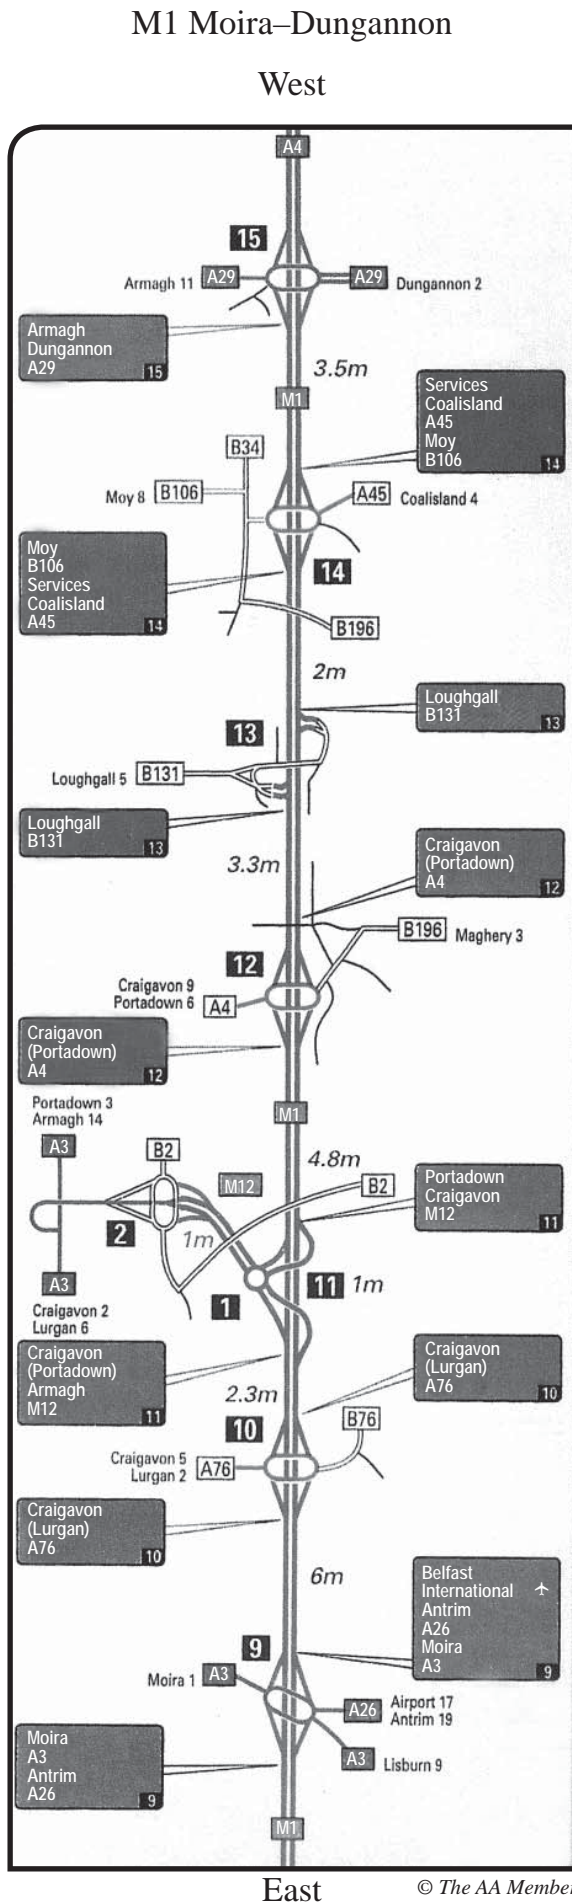 M1 Moira–Dungannon
West
A4
15
Armagh 11
A29
A29
Dungannon 2
Armagh
Dungannon
A29
15
3.5m
M1
Services
Coalisland
A45
Moy
B106
14
B34
Moy 8
B106
A45
Coalisland 4
Moy
B106
Services
Coalisland
A45
14
14
B196
2m
Loughgall
B131
13
13
Loughgall 5
B131
Loughgall
B131
13
3.3m
Craigavon
(Portadown)
A4
12
B196
Maghery 3
12
Craigavon 9
Portadown 6
A4
Craigavon
(Portadown)
A4
12
M1
Portadown 3
Armagh 14
A3
B2
M12
4.8m
B2
Portadown
Craigavon
M12
11
2
1m
A3
1
11
1m
Craigavon 2
Lurgan 6
Craigavon
(Portadown)
Armagh
M12
11
Craigavon
(Lurgan)
A76
10
2.3m
10
B76
Craigavon 5
Lurgan 2
A76
Craigavon
(Lurgan)
A76
10
6m
Belfast
International
Antrim
A26
Moira
A3
9
9
Moira 1
A3
A26
Airport 17
Antrim 19
A3
Lisburn 9
Moira
A3
Antrim
A26
9
M1
East
© The AA Member